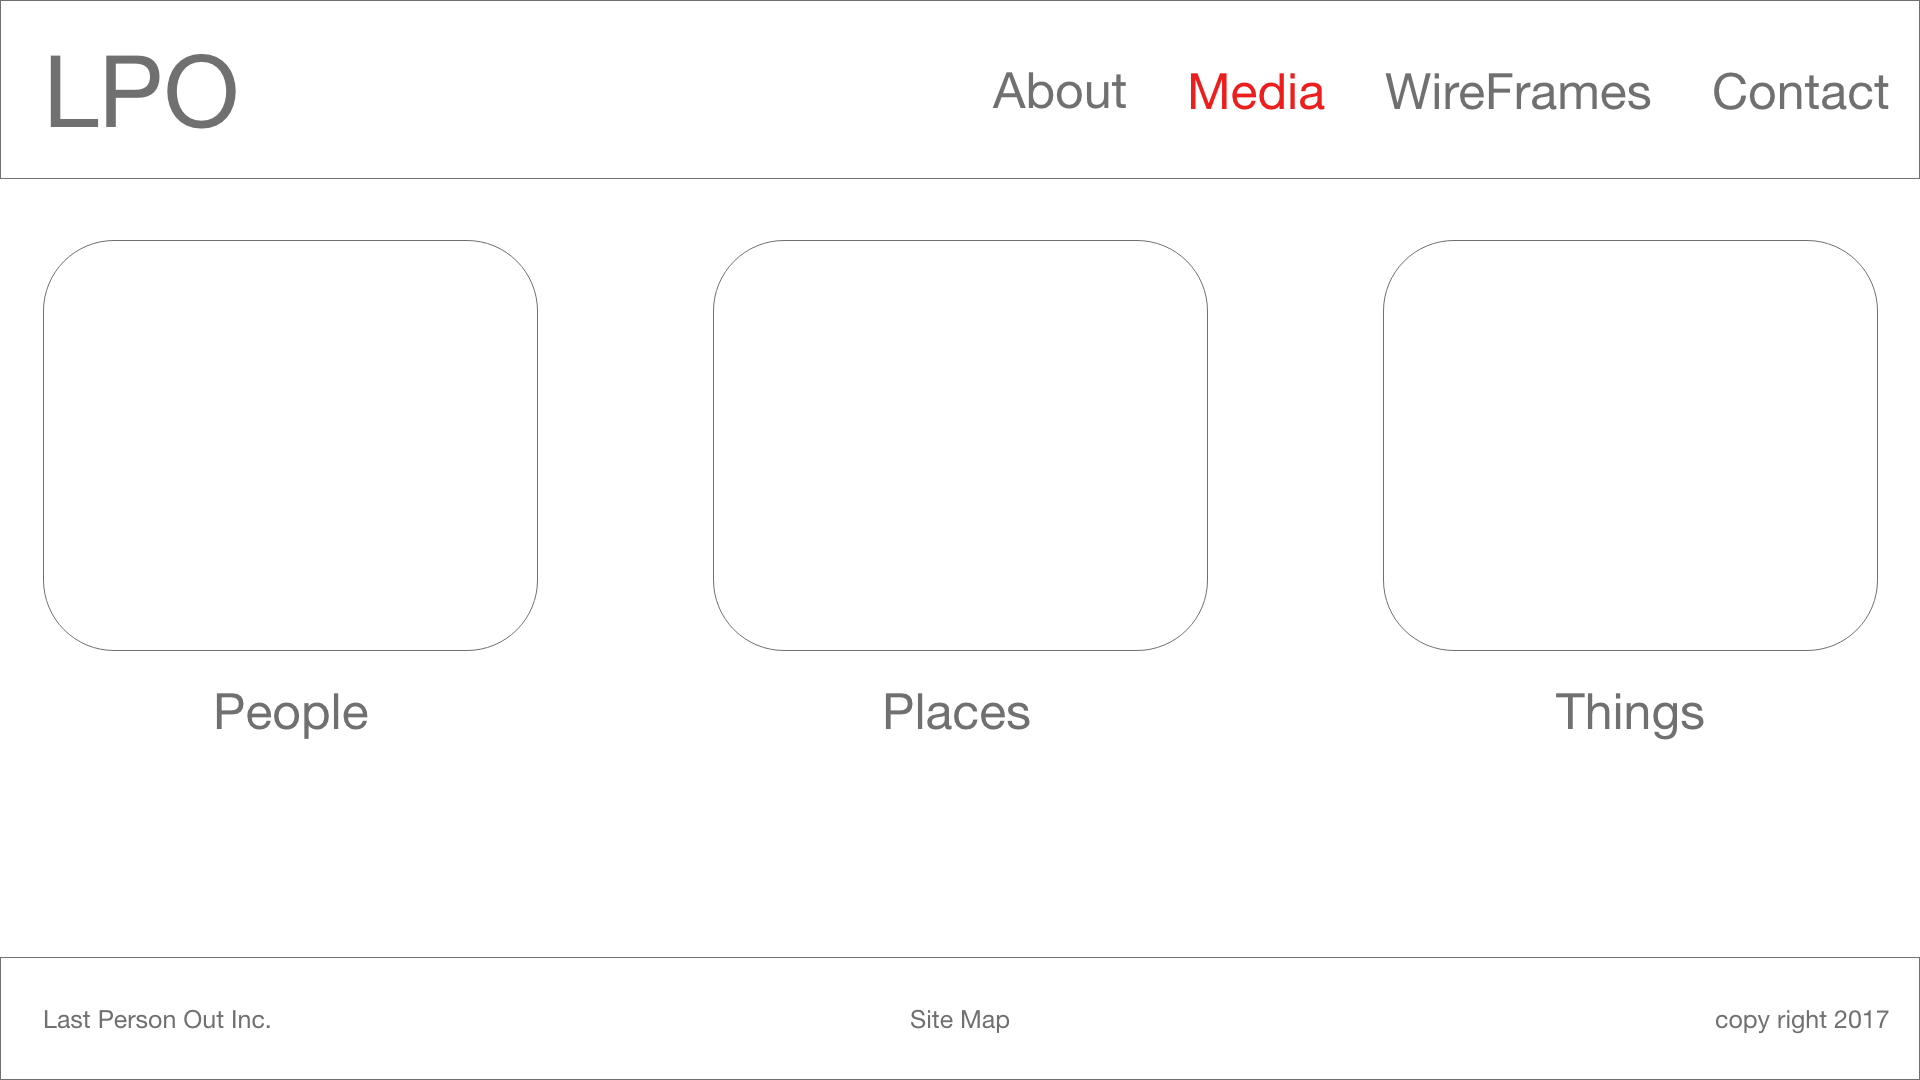 LPO About Media WireFrames Contact
People Places Things
Last Person Out Inc. Site Map copy right 2017